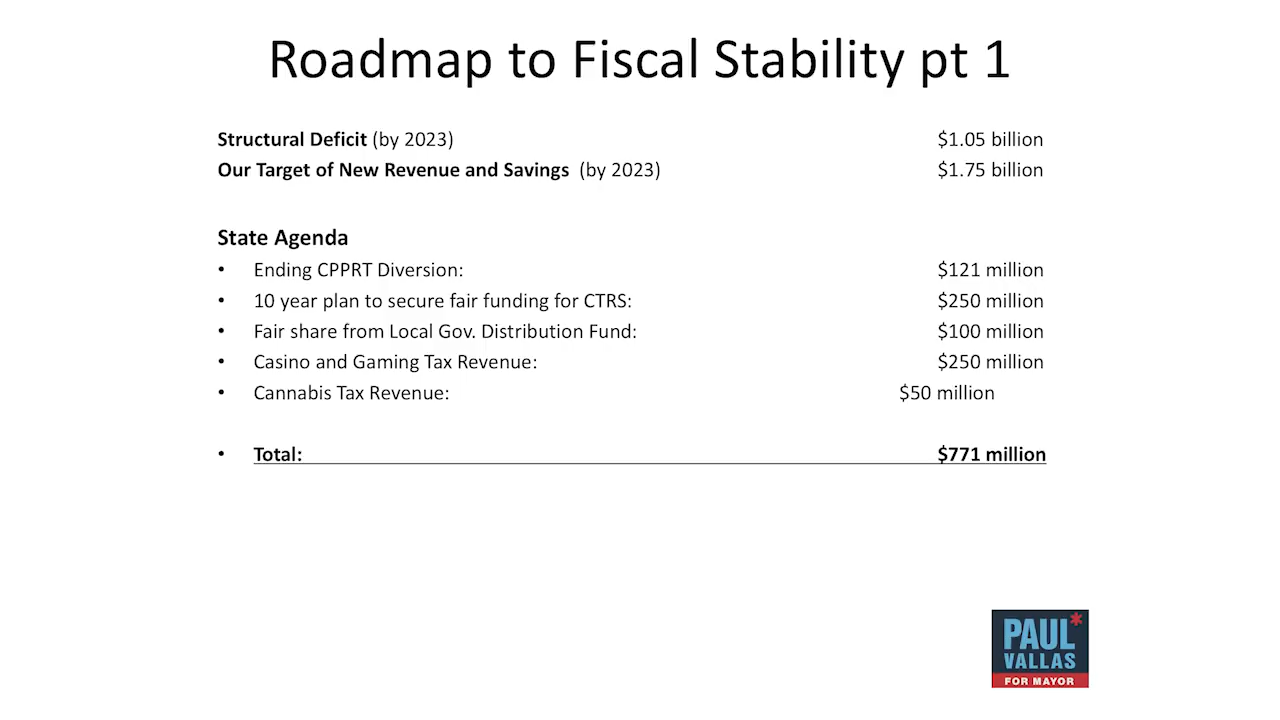 Roadmap to Fiscal Stability pt 1
Structural Deficit (by 2023) $1.05 billion
Our Target of New Revenue and Savings (by 2023) $1.75 billion
State Agenda
• Ending CPPRT Diversion: $121 million
• 10 year plan to secure fair funding for CTRS: $250 million
• Fair share from Local Gov. Distribution Fund: $100 million
• Casino and Gaming Tax Revenue: $250 million
• Cannabis Tax Revenue: $50 million
• Total: $771 million
PAUL*
VALLAS
FOR MAYOR